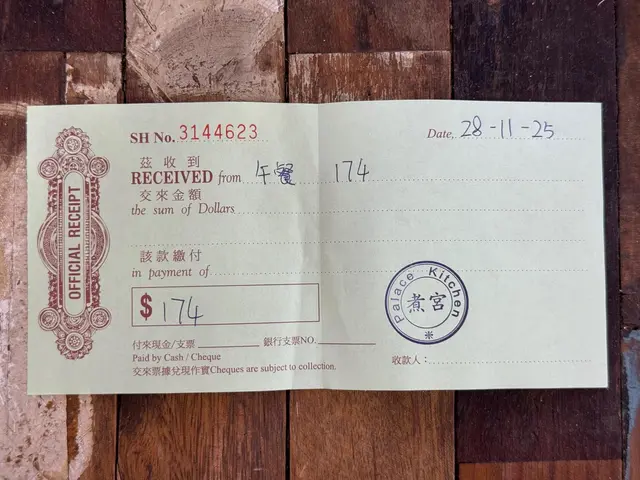 SH No. 3144623
Date, 28-11-25
茲收到
RECEIVED from 午餐 174
交來金額
the sum of Dollars
該款繳付
in payment of
$ 174
付來現金/支票 銀行支票NO.
Paid by Cash / Cheque
交來票據兌現作實Cheques are subject to collection.
收款人：
OFFICIAL RECEIPT
Palace Kitchen
煮宮